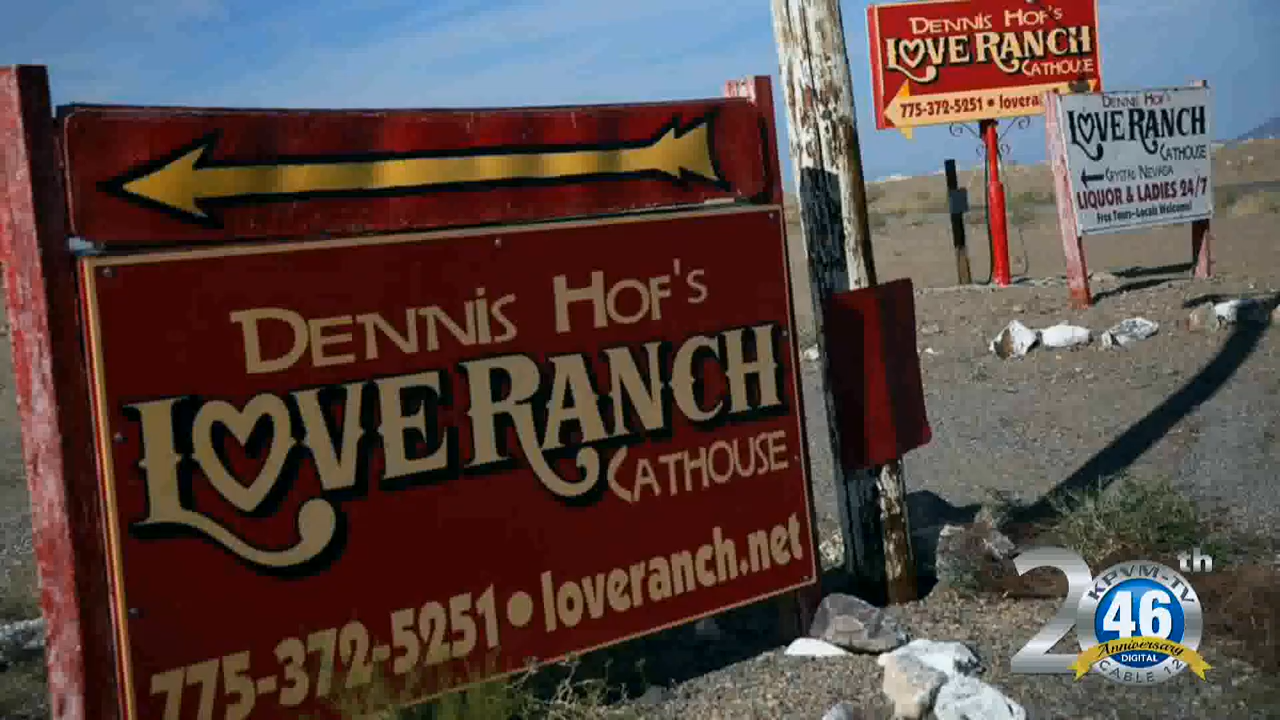 DENNiS HOF'S
LOVE RANCH
CATHOUSE
775-372-5251 • loveranch.net
DENNiS HOF'S
LOVE RANCH
CATHOUSE
775-372-5251 • lovera
DENNiS HOF'S
LOVE RANCH
CATHOUSE
CRYSTAL NEVADA
LIQUOR & LADIES 24/7
Free Tours-Locals Welcome!
20th
KPVM-TV
46
Anniversary
DIGITAL
CABLE 12